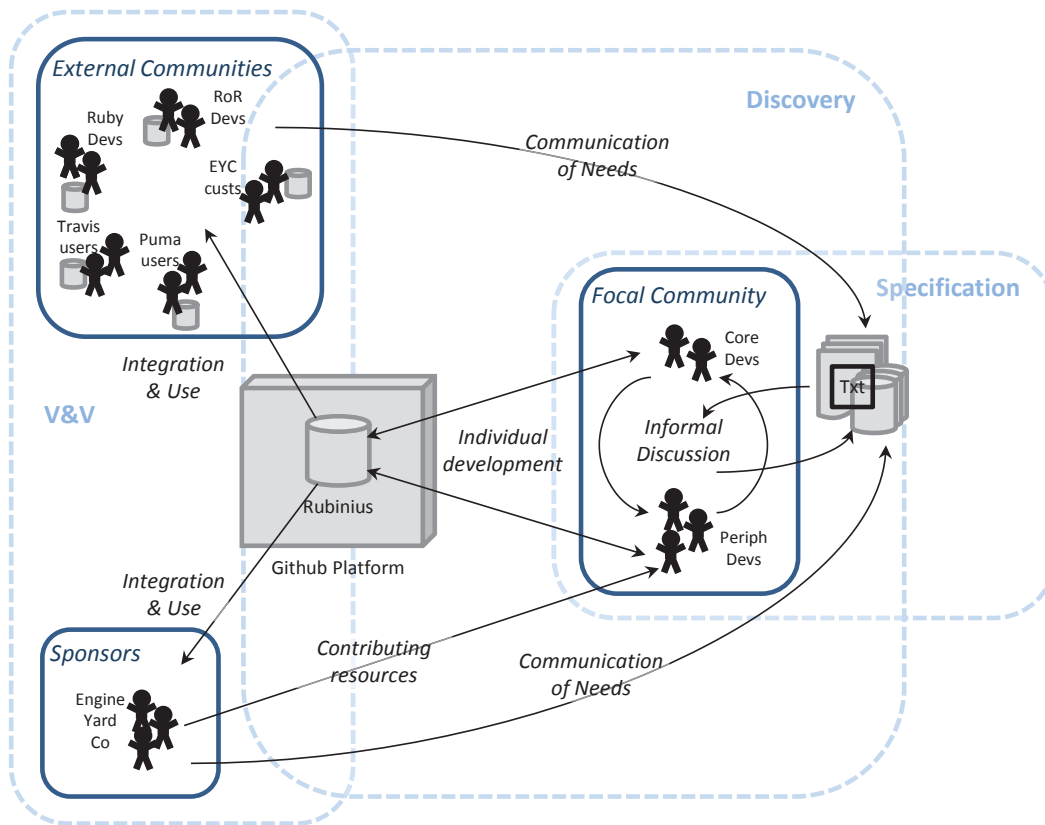 External Communities
RoR
Devs
Ruby
Devs
EYC
custs
Travis
users
Puma
users
Discovery
Communication
of Needs
Specification
Focal Community
Core
Devs
Txt
Informal
Discussion
Periph
Devs
Integration
& Use
V&V
Individual
development
Rubinius
Github Platform
Integration
& Use
Sponsors
Engine
Yard
Co
Contributing
resources
Communication
of Needs